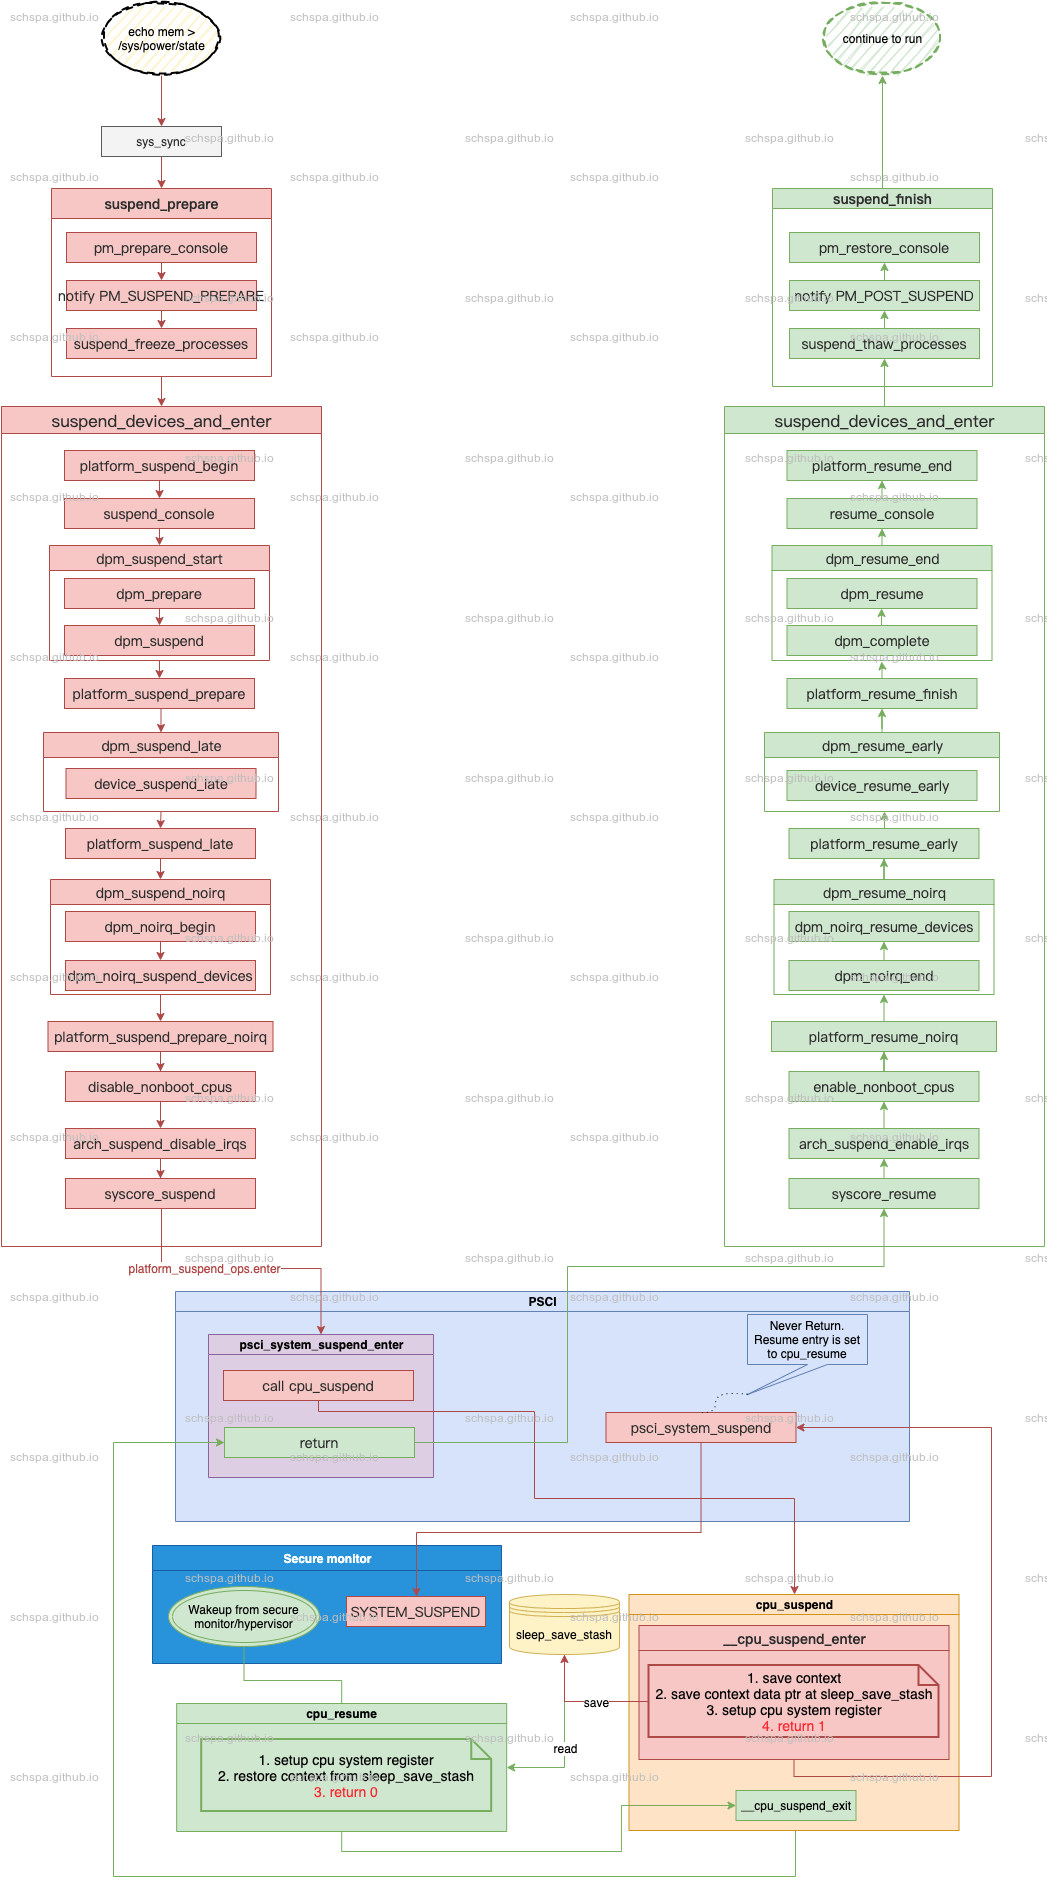 echo mem >
/sys/power/state
sys_sync
suspend_prepare
pm_prepare_console
notify PM_SUSPEND_PREPARE
suspend_freeze_processes
suspend_devices_and_enter
platform_suspend_begin
suspend_console
dpm_suspend_start
dpm_prepare
dpm_suspend
platform_suspend_prepare
dpm_suspend_late
device_suspend_late
platform_suspend_late
dpm_suspend_noirq
dpm_noirq_begin
dpm_noirq_suspend_devices
platform_suspend_prepare_noirq
disable_nonboot_cpus
arch_suspend_disable_irqs
syscore_suspend
platform_suspend_ops.enter
continue to run
suspend_finish
pm_restore_console
notify PM_POST_SUSPEND
suspend_thaw_processes
suspend_devices_and_enter
platform_resume_end
resume_console
dpm_resume_end
dpm_resume
dpm_complete
platform_resume_finish
dpm_resume_early
device_resume_early
platform_resume_early
dpm_resume_noirq
dpm_noirq_resume_devices
dpm_noirq_end
platform_resume_noirq
enable_nonboot_cpus
arch_suspend_enable_irqs
syscore_resume
PSCI
psci_system_suspend_enter
call cpu_suspend
return
Never Return.
Resume entry is set
to cpu_resume
psci_system_suspend
Secure monitor
Wakeup from secure
monitor/hypervisor
SYSTEM_SUSPEND
sleep_save_stash
cpu_suspend
__cpu_suspend_enter
1. save context
2. save context data ptr at sleep_save_stash
3. setup cpu system register
4. return 1
save
read
cpu_resume
1. setup cpu system register
2. restore context from sleep_save_stash
3. return 0
__cpu_suspend_exit
schspa.github.io